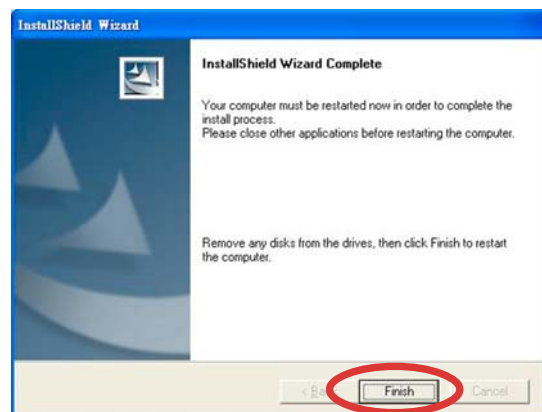 InstallShield Wizard
InstallShield Wizard Complete
Your computer must be restarted now in order to complete the
install process.
Please close other applications before restarting the computer.
Remove any disks from the drives, then click Finish to restart
the computer.
Finish
Cancel